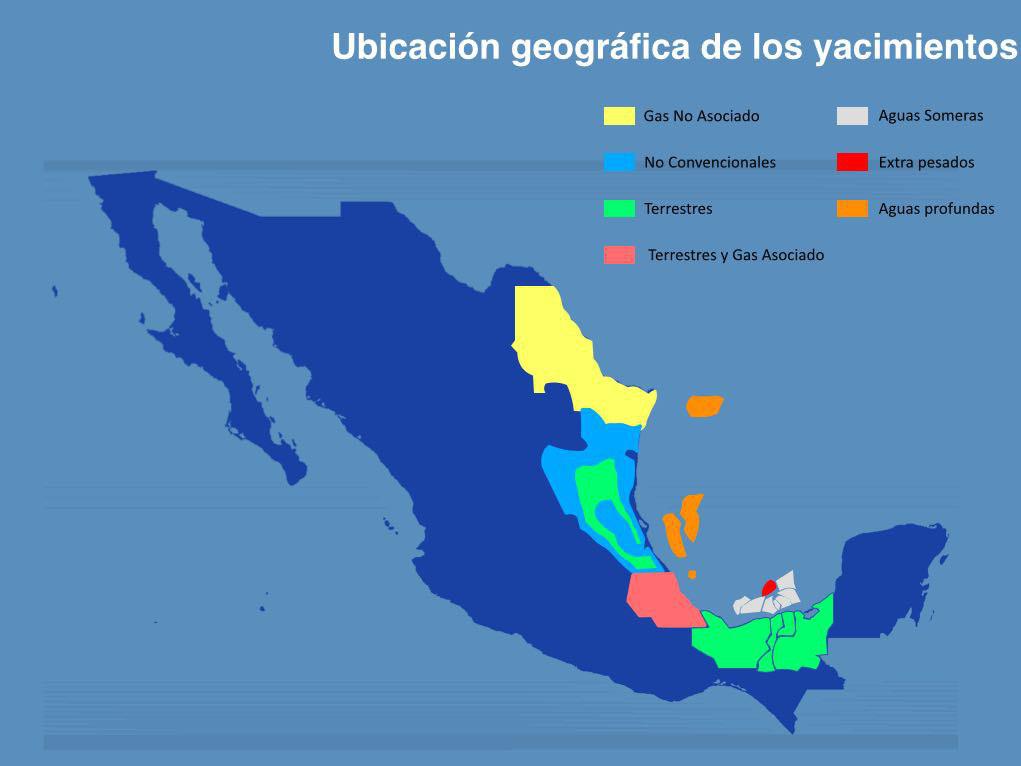 Ubicación geográfica de los yacimientos
Gas No Asociado
Aguas Someras
No Convencionales
Extra pesados
Terrestres
Aguas profundas
Terrestres y Gas Asociado